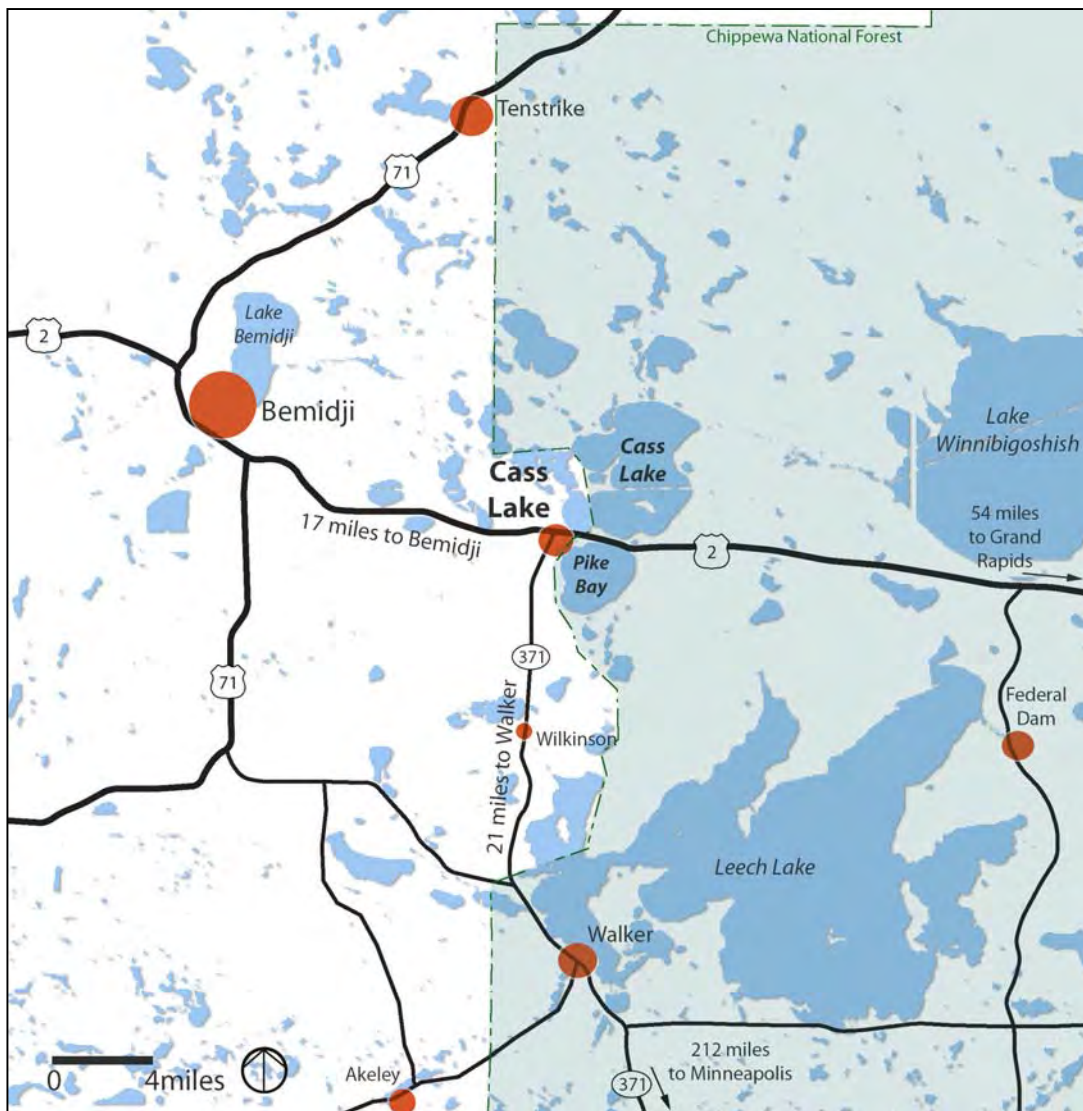 Chippewa National Forest
Tenstrike
71
Lake
Bemidji
2
Bemidji
Lake
Winnibigoshish
Cass
Lake
Cass
Lake
17 miles to Bemidji
54 miles
to Grand
Rapids
2
Pike
Bay
371
71
21 miles to Walker
Wilkinson
Federal
Dam
Leech Lake
Walker
0 4miles
Akeley
212 miles
to Minneapolis
371